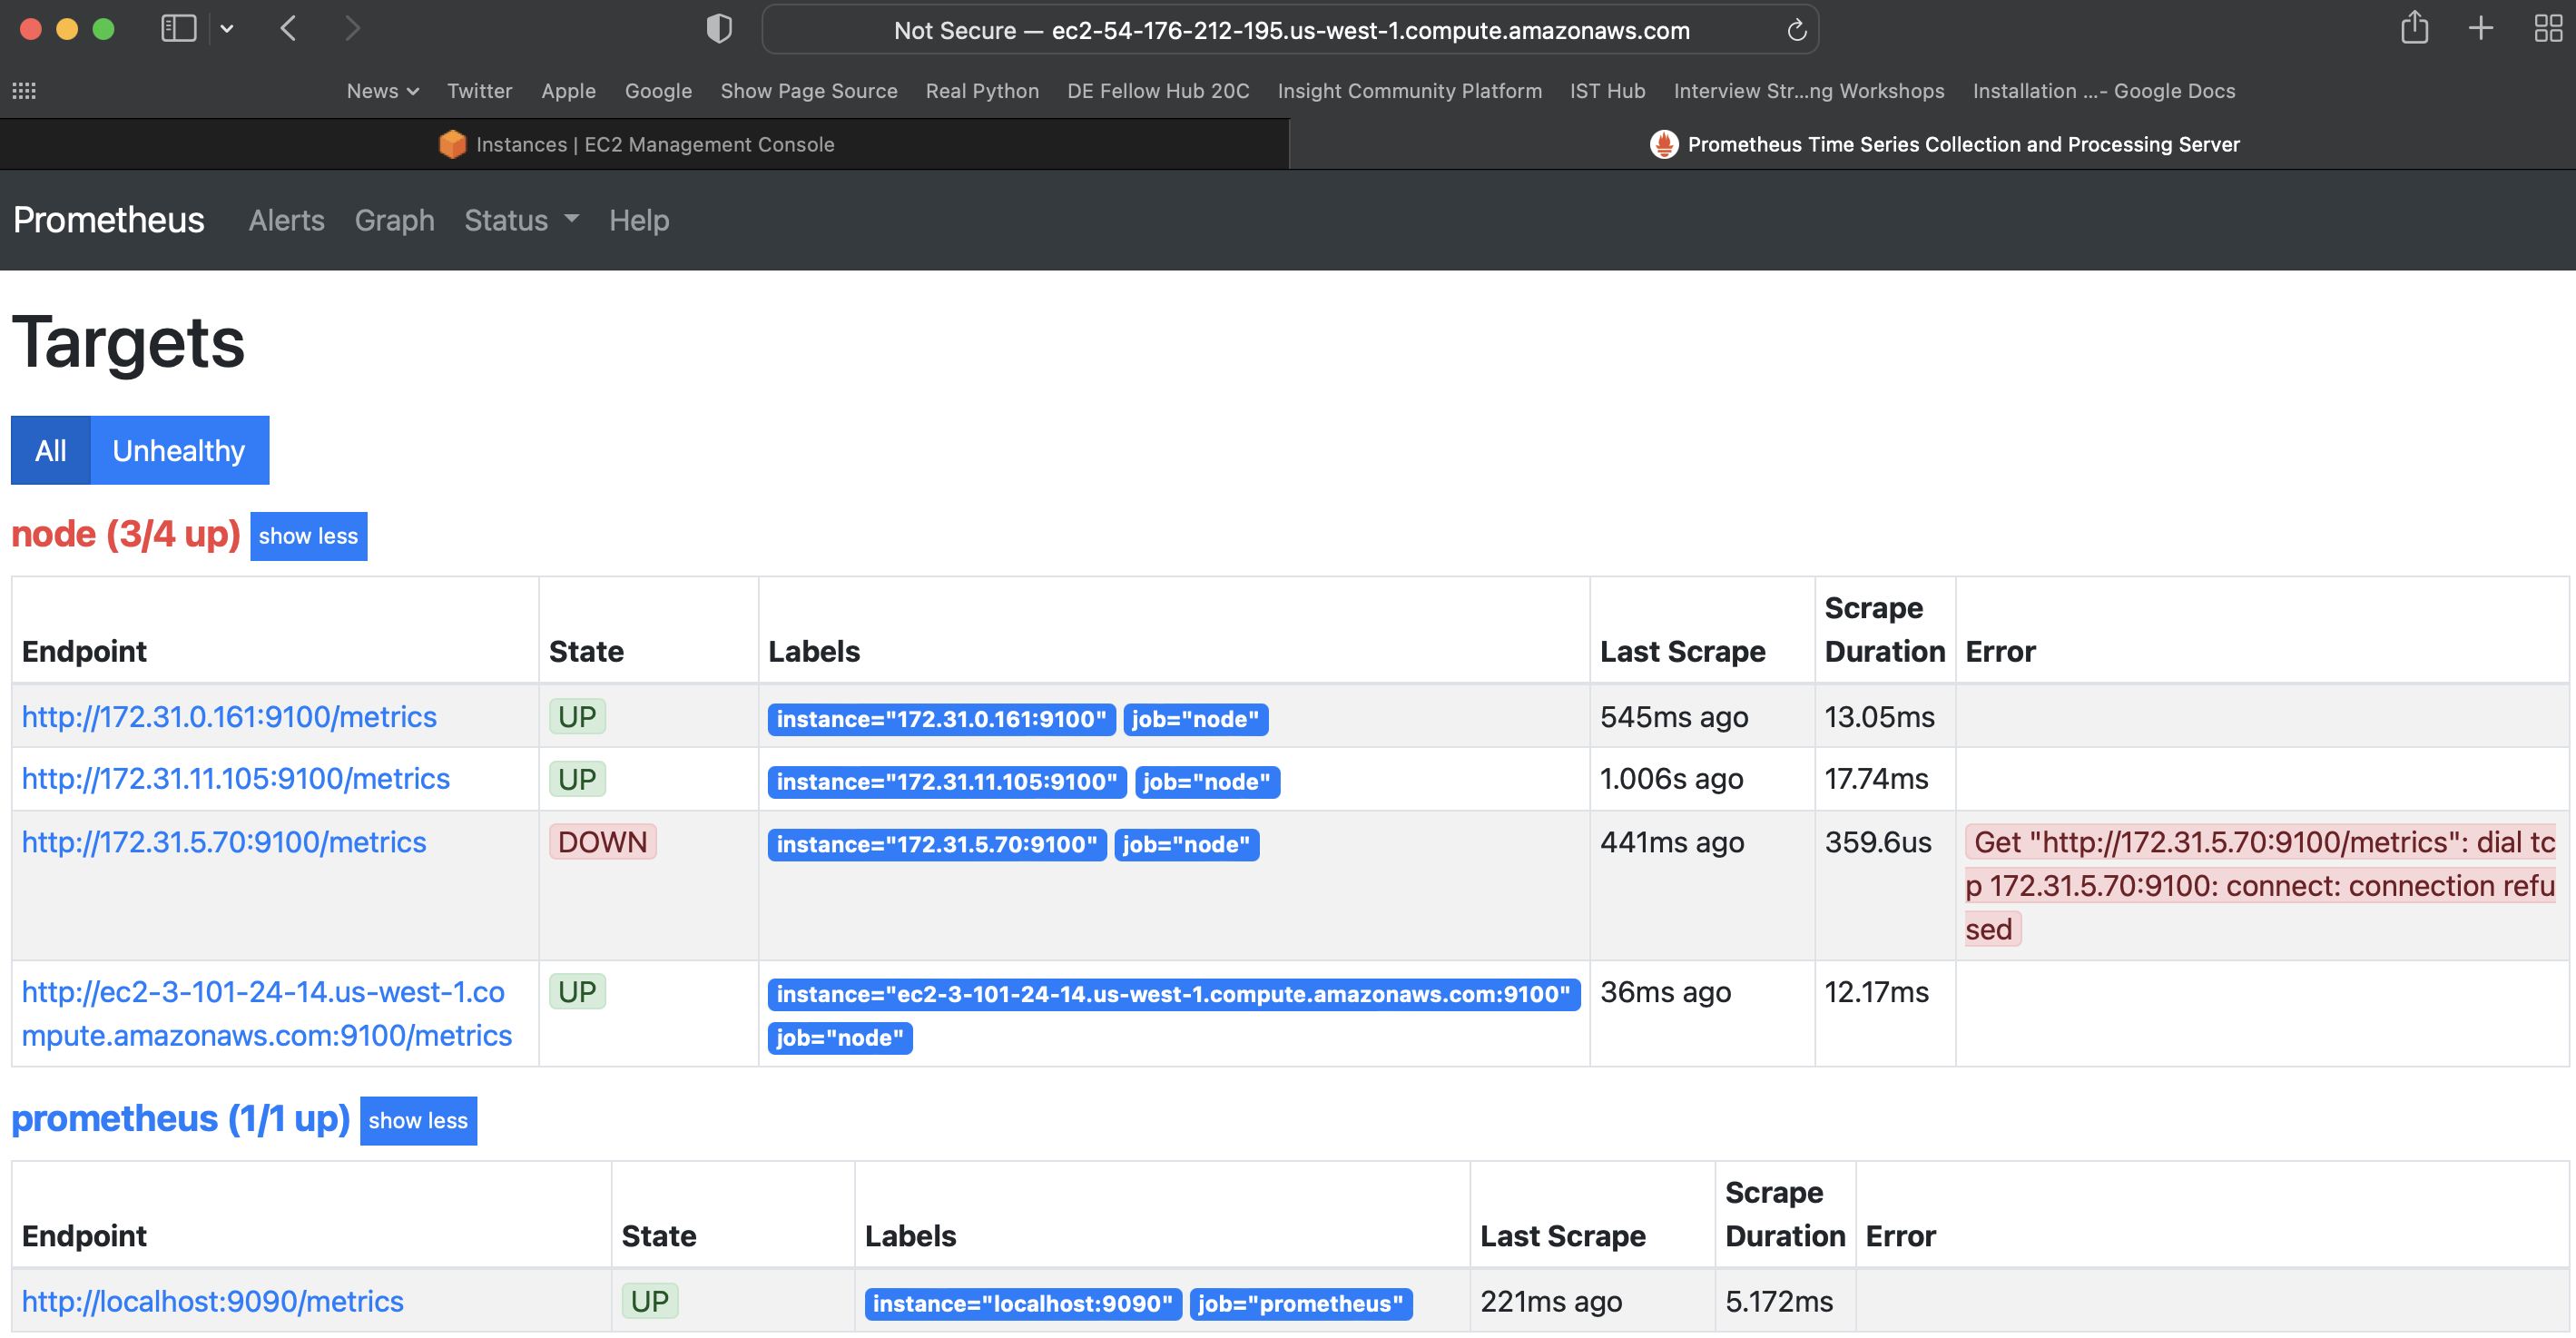 Not Secure — ec2-54-176-212-195.us-west-1.compute.amazonaws.com
News Twitter Apple Google Show Page Source Real Python DE Fellow Hub 20C Insight Community Platform IST Hub Interview Str...ng Workshops Installation ...- Google Docs
Instances | EC2 Management Console Prometheus Time Series Collection and Processing Server
Prometheus Alerts Graph Status Help
Targets
All Unhealthy
node (3/4 up) show less
Endpoint State Labels Last Scrape Scrape Duration Error
http://172.31.0.161:9100/metrics UP instance="172.31.0.161:9100" job="node" 545ms ago 13.05ms
http://172.31.11.105:9100/metrics UP instance="172.31.11.105:9100" job="node" 1.006s ago 17.74ms
http://172.31.5.70:9100/metrics DOWN instance="172.31.5.70:9100" job="node" 441ms ago 359.6us Get "http://172.31.5.70:9100/metrics": dial tc
p 172.31.5.70:9100: connect: connection refu
sed
http://ec2-3-101-24-14.us-west-1.co UP instance="ec2-3-101-24-14.us-west-1.compute.amazonaws.com:9100" 36ms ago 12.17ms
mpute.amazonaws.com:9100/metrics job="node"
prometheus (1/1 up) show less
Endpoint State Labels Last Scrape Scrape Duration Error
http://localhost:9090/metrics UP instance="localhost:9090" job="prometheus" 221ms ago 5.172ms